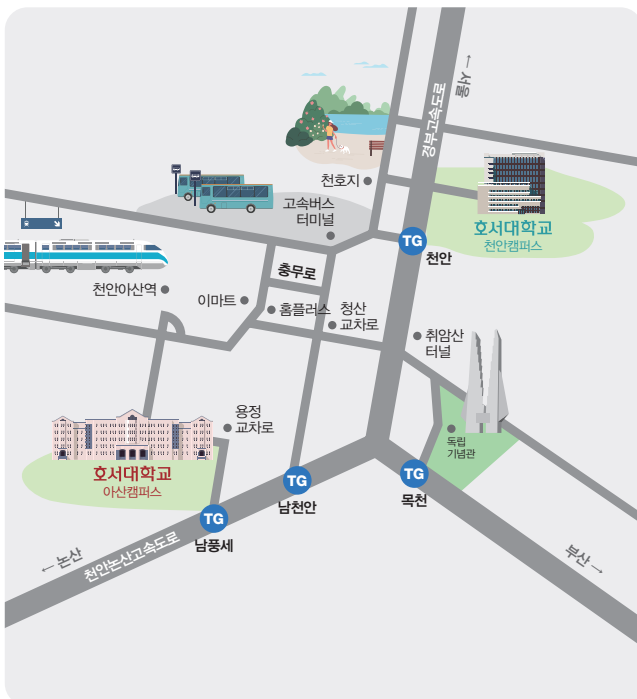 ← 서울
경부고속도로
천호지
고속버스
터미널
호서대학교
천안캠퍼스
TG
천안
충무로
천안아산역
이마트
홈플러스
청산
교차로
취암산
터널
용정
교차로
독립
기념관
호서대학교
아산캠퍼스
TG
남천안
TG
목천
TG
남풍세
← 논산
천안논산고속도로
부산 →